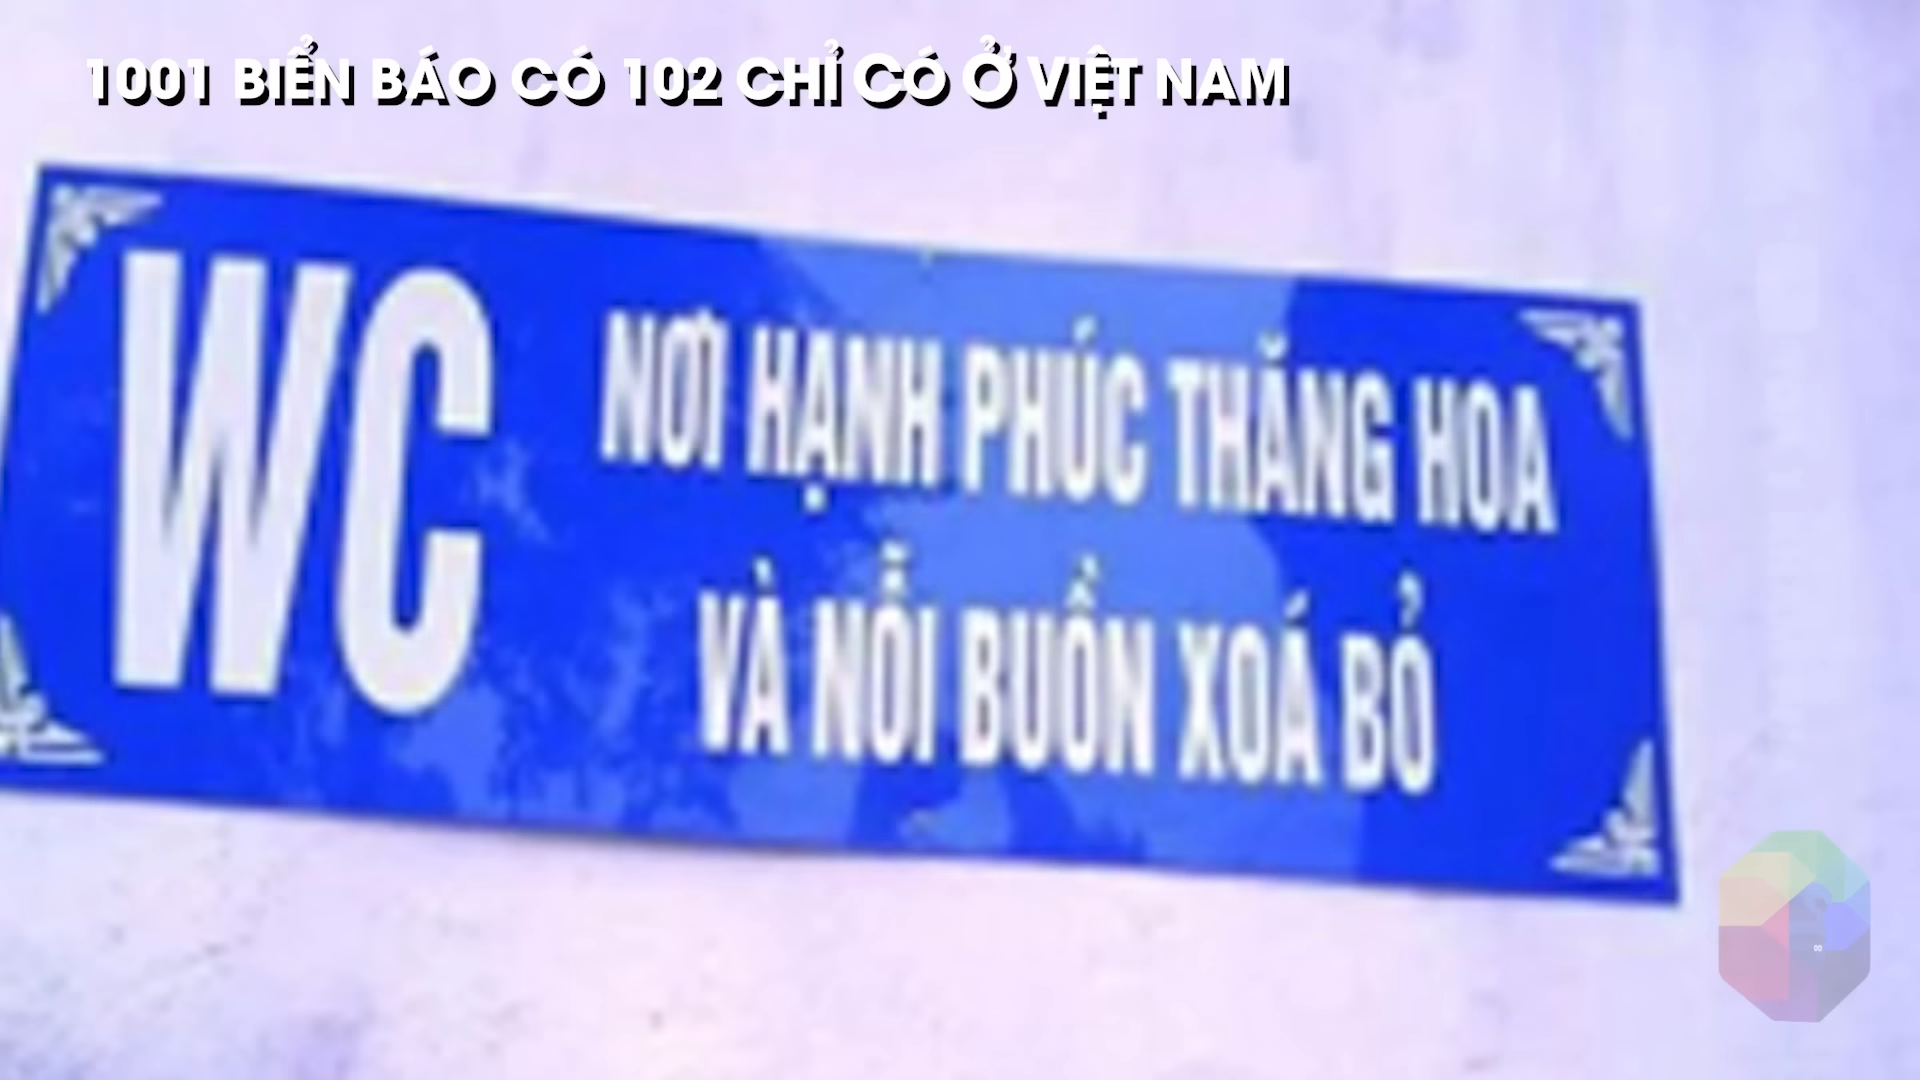 1001 BIỂN BÁO CÓ 102 CHỈ CÓ Ở VIỆT NAM
WC
NƠI HẠNH PHÚC THĂNG HOA
VÀ NỖI BUỒN XOÁ BỎ